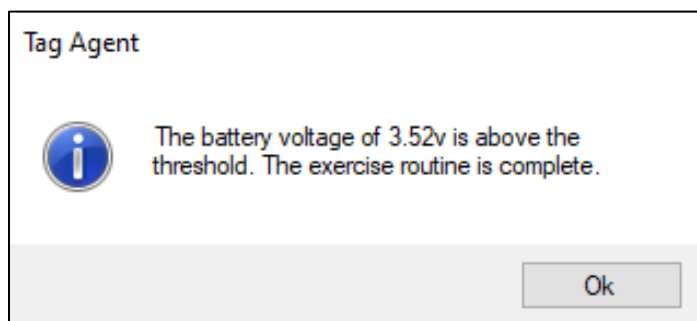 Tag Agent
The battery voltage of 3.52v is above the
threshold. The exercise routine is complete.
Ok